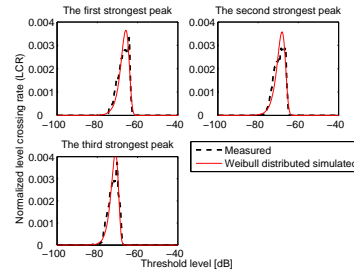 The first strongest peak
The second strongest peak
0.004
0.003
0.002
0.001
0
−100 −80 −60 −40
0.004
0.003
0.002
0.001
0
−100 −80 −60 −40
Normalized level crossing rate (LCR)
The third strongest peak
0.004
0.003
0.002
0.001
0
−100 −80 −60 −40
Threshold level [dB]
Measured
Weibull distributed simulated